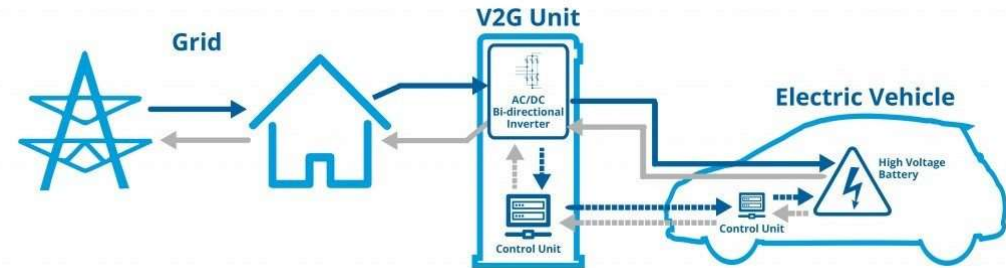 V2G Unit
Grid
AC/DC
Bi-directional
Inverter
Electric Vehicle
High Voltage
Battery
Control Unit
Control Unit